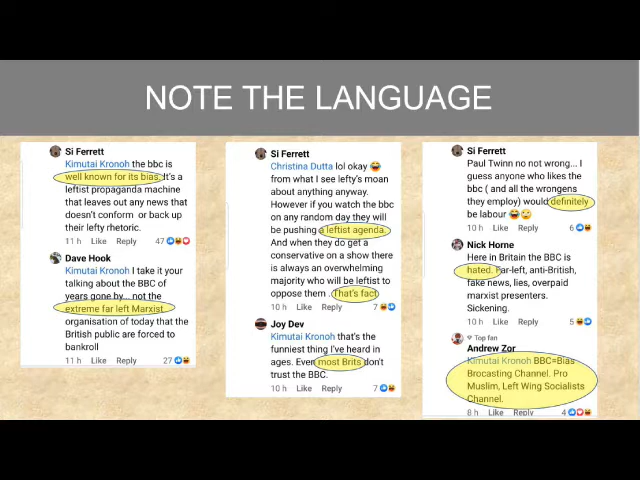 NOTE THE LANGUAGE
Si Ferrett
Kimutai Kronoh the bbc is
well known for its bias. It's a
leftist propaganda machine
that leaves out any news that
doesn't conform or back up
their lefty rhetoric.
11 h Like Reply 47
Dave Hook
Kimutai Kronoh I take it your
talking about the BBC of
years gone by... not the
extreme far left Marxist
organisation of today that the
British public are forced to
bankroll
11 h Like Reply 27
Si Ferrett
Christina Dutta lol okay 😂
from what I see lefty's moan
about anything anyway.
However if you watch the bbc
on any random day they will
be pushing a leftist agenda.
And when they do get a
conservative on a show there
is always an overwhelming
majority who will be leftist to
oppose them . That's fact
10 h Like Reply 7
Joy Dev
Kimutai Kronoh that's the
funniest thing I've heard in
ages. Even most Brits don't
trust the BBC.
10 h Like Reply 7
Si Ferrett
Paul Twinn no not wrong... I
guess anyone who likes the
bbc ( and all the wrongens
they employ) would definitely
be labour 😂🙄
10 h Like Reply 6
Nick Horne
Here in Britain the BBC is
hated. Far-left, anti-British,
fake news, lies, overpaid
marxist presenters.
Sickening.
10 h Like Reply 5
Top fan
Andrew Zor
Kimutai Kronoh BBC=Bias
Brocasting Channel. Pro
Muslim, Left Wing Socialists
Channel.
8 h Like Reply 4